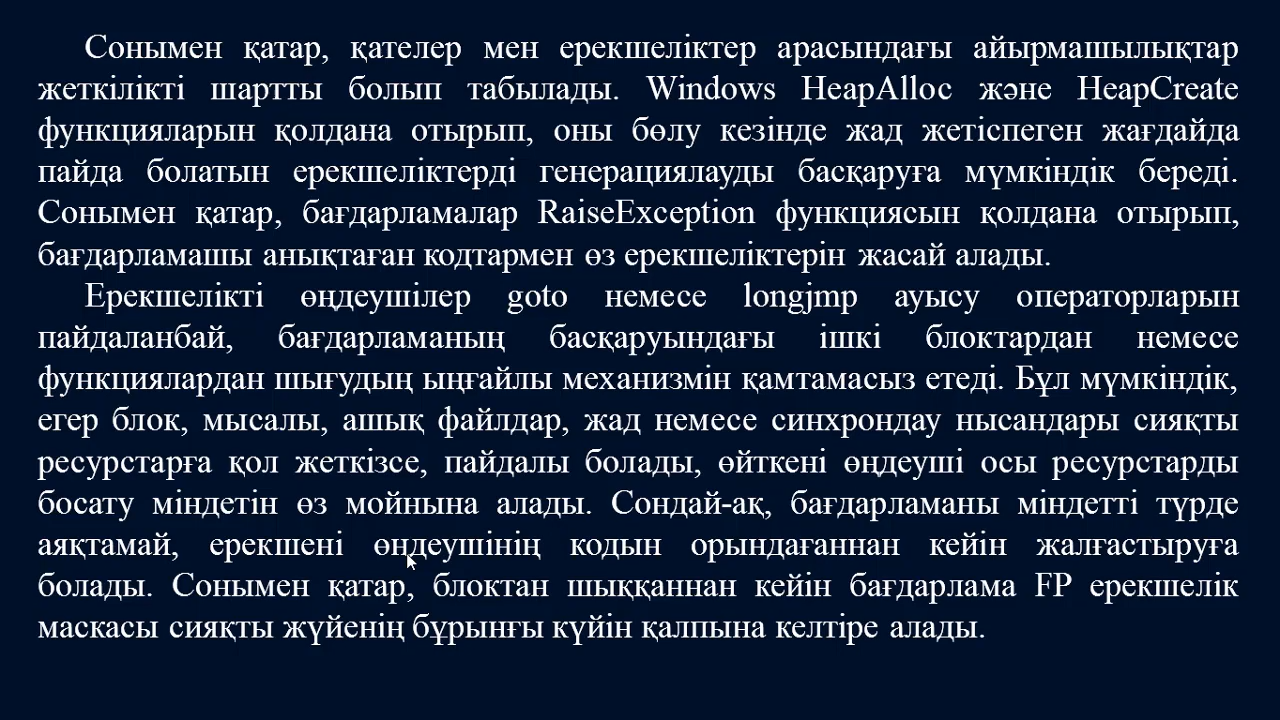 Сонымен қатар, қателер мен ерекшеліктер арасындағы айырмашылықтар
жеткілікті шартты болып табылады. Windows HeapAlloc және HeapCreate
функцияларын қолдана отырып, оны бөлу кезінде жад жетіспеген жағдайда
пайда болатын ерекшеліктерді генерациялауды басқаруға мүмкіндік береді.
Сонымен қатар, бағдарламалар RaiseException функциясын қолдана отырып,
бағдарламашы анықтаған кодтармен өз ерекшеліктерін жасай алады.
Ерекшелікті өңдеушілер goto немесе longjmp ауысу операторларын
пайдаланбай, бағдарламаның басқаруындағы ішкі блоктардан немесе
функциялардан шығудың ыңғайлы механизмін қамтамасыз етеді. Бұл мүмкіндік,
егер блок, мысалы, ашық файлдар, жад немесе синхрондау нысандары сияқты
ресурстарға қол жеткізсе, пайдалы болады, өйткені өңдеуші осы ресурстарды
босату міндетін өз мойнына алады. Сондай-ақ, бағдарламаны міндетті түрде
аяқтамай, ерекшені өңдеушінің кодын орындағаннан кейін жалғастыруға
болады. Сонымен қатар, блоктан шыққаннан кейін бағдарлама FP ерекшелік
маскасы сияқты жүйенің бұрынғы күйін қалпына келтіре алады.